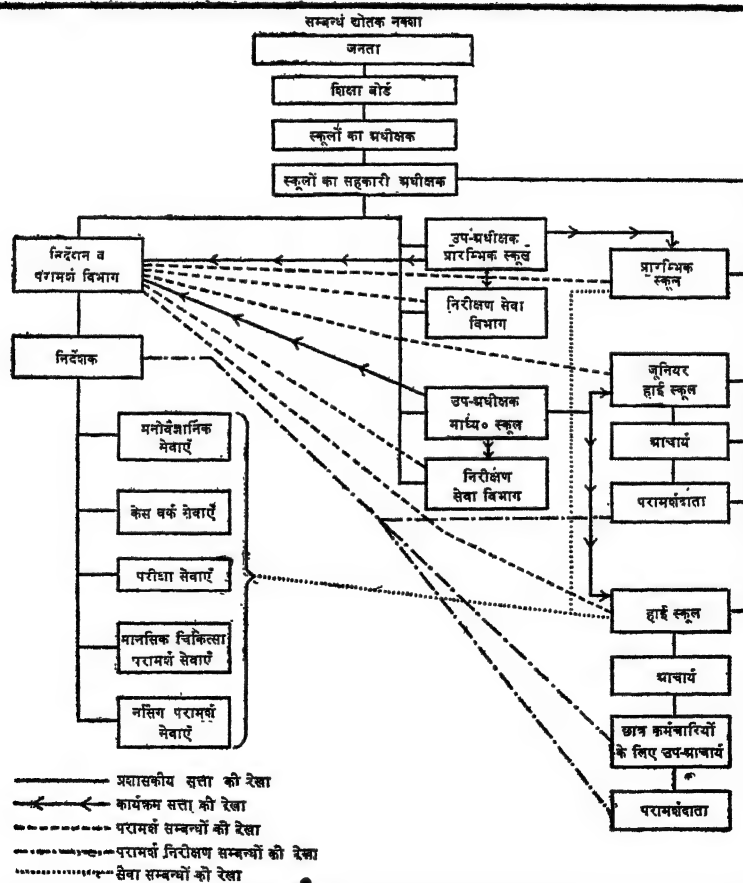 सम्बन्ध द्योतक नक्शा
जनता
शिक्षा बोर्ड
स्कूलों का अधीक्षक
स्कूलों का सहकारी अधीक्षक
निर्देशन व
परामर्श विभाग
उप-अधीक्षक
प्रारम्भिक स्कूल
प्रारम्भिक
स्कूल
निरीक्षण सेवा
विभाग
निर्देशक
जूनियर
हाई स्कूल
उप-अधीक्षक
माध्य० स्कूल
मनोवैज्ञानिक
सेवाएँ
आचार्य
निरीक्षण
सेवा विभाग
परामर्शदाता
केस वर्क सेवाएँ
परीक्षा सेवाएँ
हाई स्कूल
मानसिक चिकित्सा
परामर्श सेवाएँ
आचार्य
नर्सिंग परामर्श
सेवाएँ
छात्र कर्मचारियों
के लिए उप-आचार्य
परामर्शदाता
प्रशासकीय सत्ता की रेखा
कार्यक्रम सत्ता की रेखा
परामर्श सम्बन्धों की रेखा
परामर्श निरीक्षण सम्बन्धों की रेखा
सेवा सम्बन्धों की रेखा